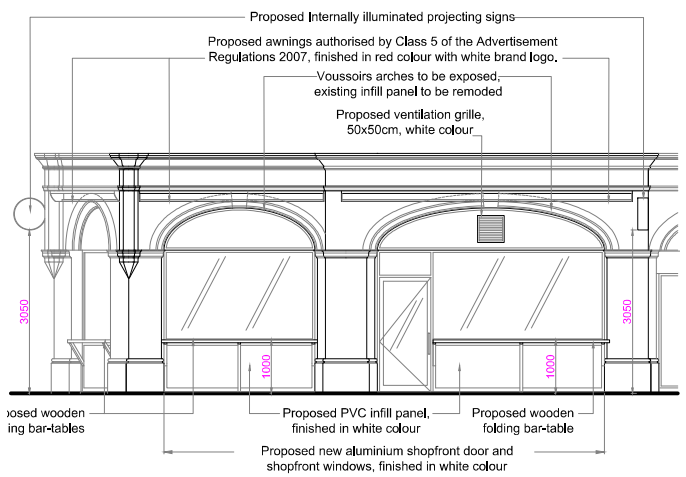 Proposed Internally illuminated projecting signs
Proposed awnings authorised by Class 5 of the Advertisement
Regulations 2007, finished in red colour with white brand logo.
Voussoirs arches to be exposed,
existing infill panel to be remoded
Proposed ventilation grille,
50x50cm, white colour
3050
1000
1000
3050
posed wooden
ing bar-tables
Proposed PVC infill panel,
finished in white colour
Proposed wooden
folding bar-table
Proposed new aluminium shopfront door and
shopfront windows, finished in white colour